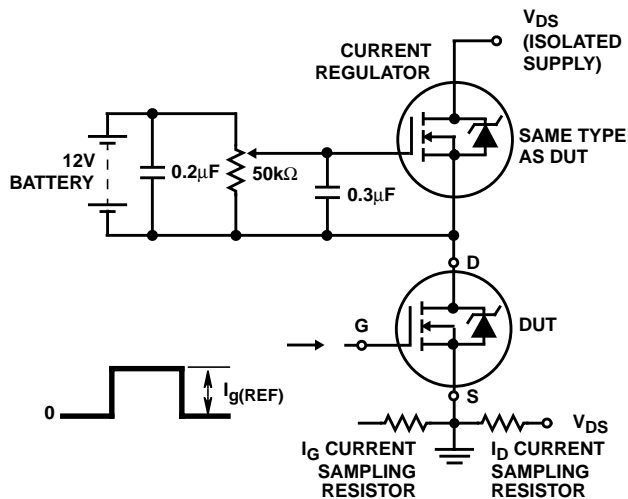 V_DS
(ISOLATED
SUPPLY)
CURRENT
REGULATOR
SAME TYPE
AS DUT
12V
BATTERY
0.2µF
50kΩ
0.3µF
D
DUT
G
I_g(REF)
0
S
V_DS
I_G CURRENT
SAMPLING
RESISTOR
I_D CURRENT
SAMPLING
RESISTOR